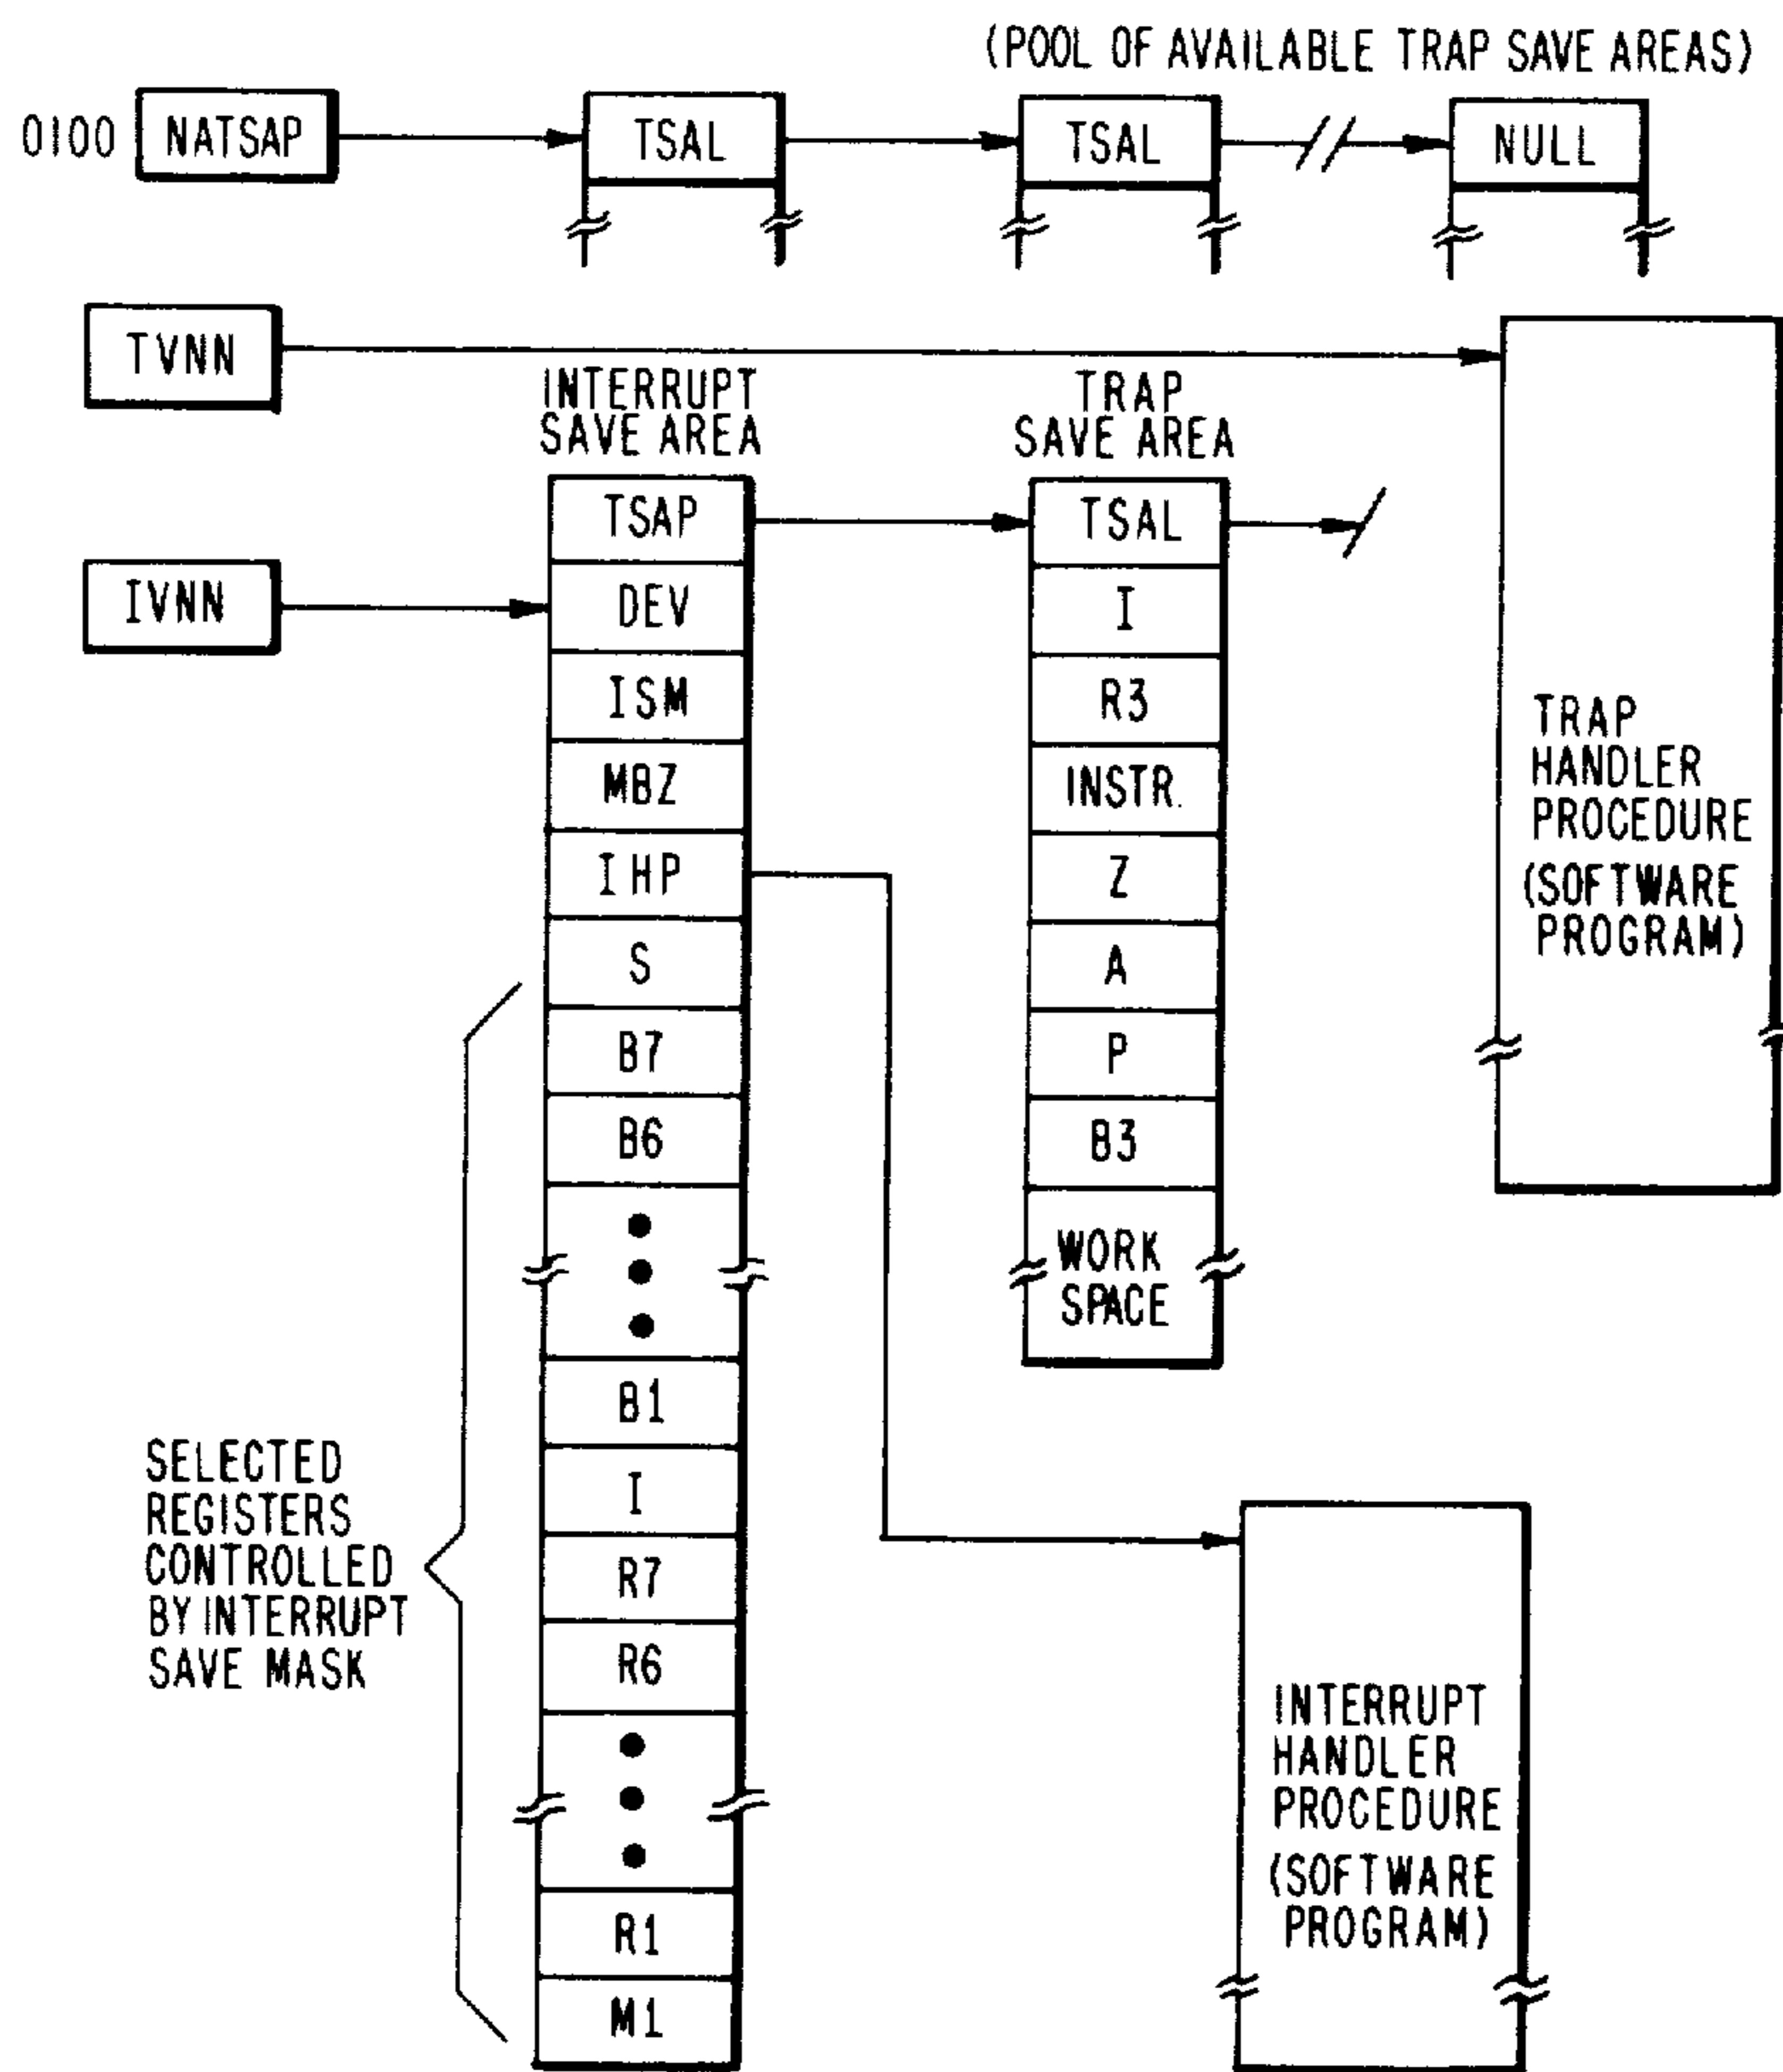 (POOL OF AVAILABLE TRAP SAVE AREAS)
0100
NATSAP
TSAL
TSAL
NULL
TVNN
INTERRUPT
SAVE AREA
TSAP
DEV
ISM
MBZ
IHP
S
B7
B6
B1
I
R7
R6
R1
M1
IVNN
TRAP
SAVE AREA
TSAL
I
R3
INSTR.
Z
A
P
B3
WORK
SPACE
TRAP
HANDLER
PROCEDURE
(SOFTWARE
PROGRAM)
SELECTED
REGISTERS
CONTROLLED
BY INTERRUPT
SAVE MASK
INTERRUPT
HANDLER
PROCEDURE
(SOFTWARE
PROGRAM)